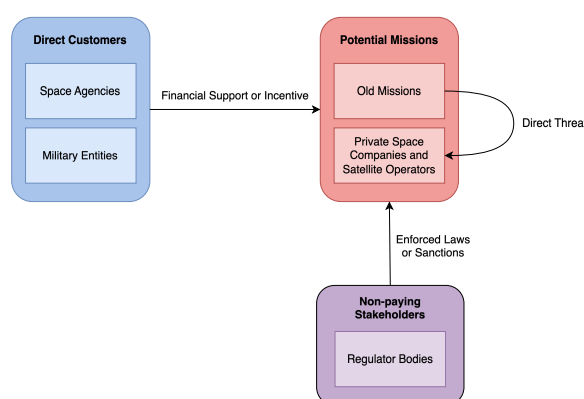 Direct Customers
Space Agencies
Military Entities
Financial Support or Incentive
Potential Missions
Old Missions
Private Space
Companies and
Satellite Operators
Direct Threa
Enforced Laws
or Sanctions
Non-paying
Stakeholders
Regulator Bodies